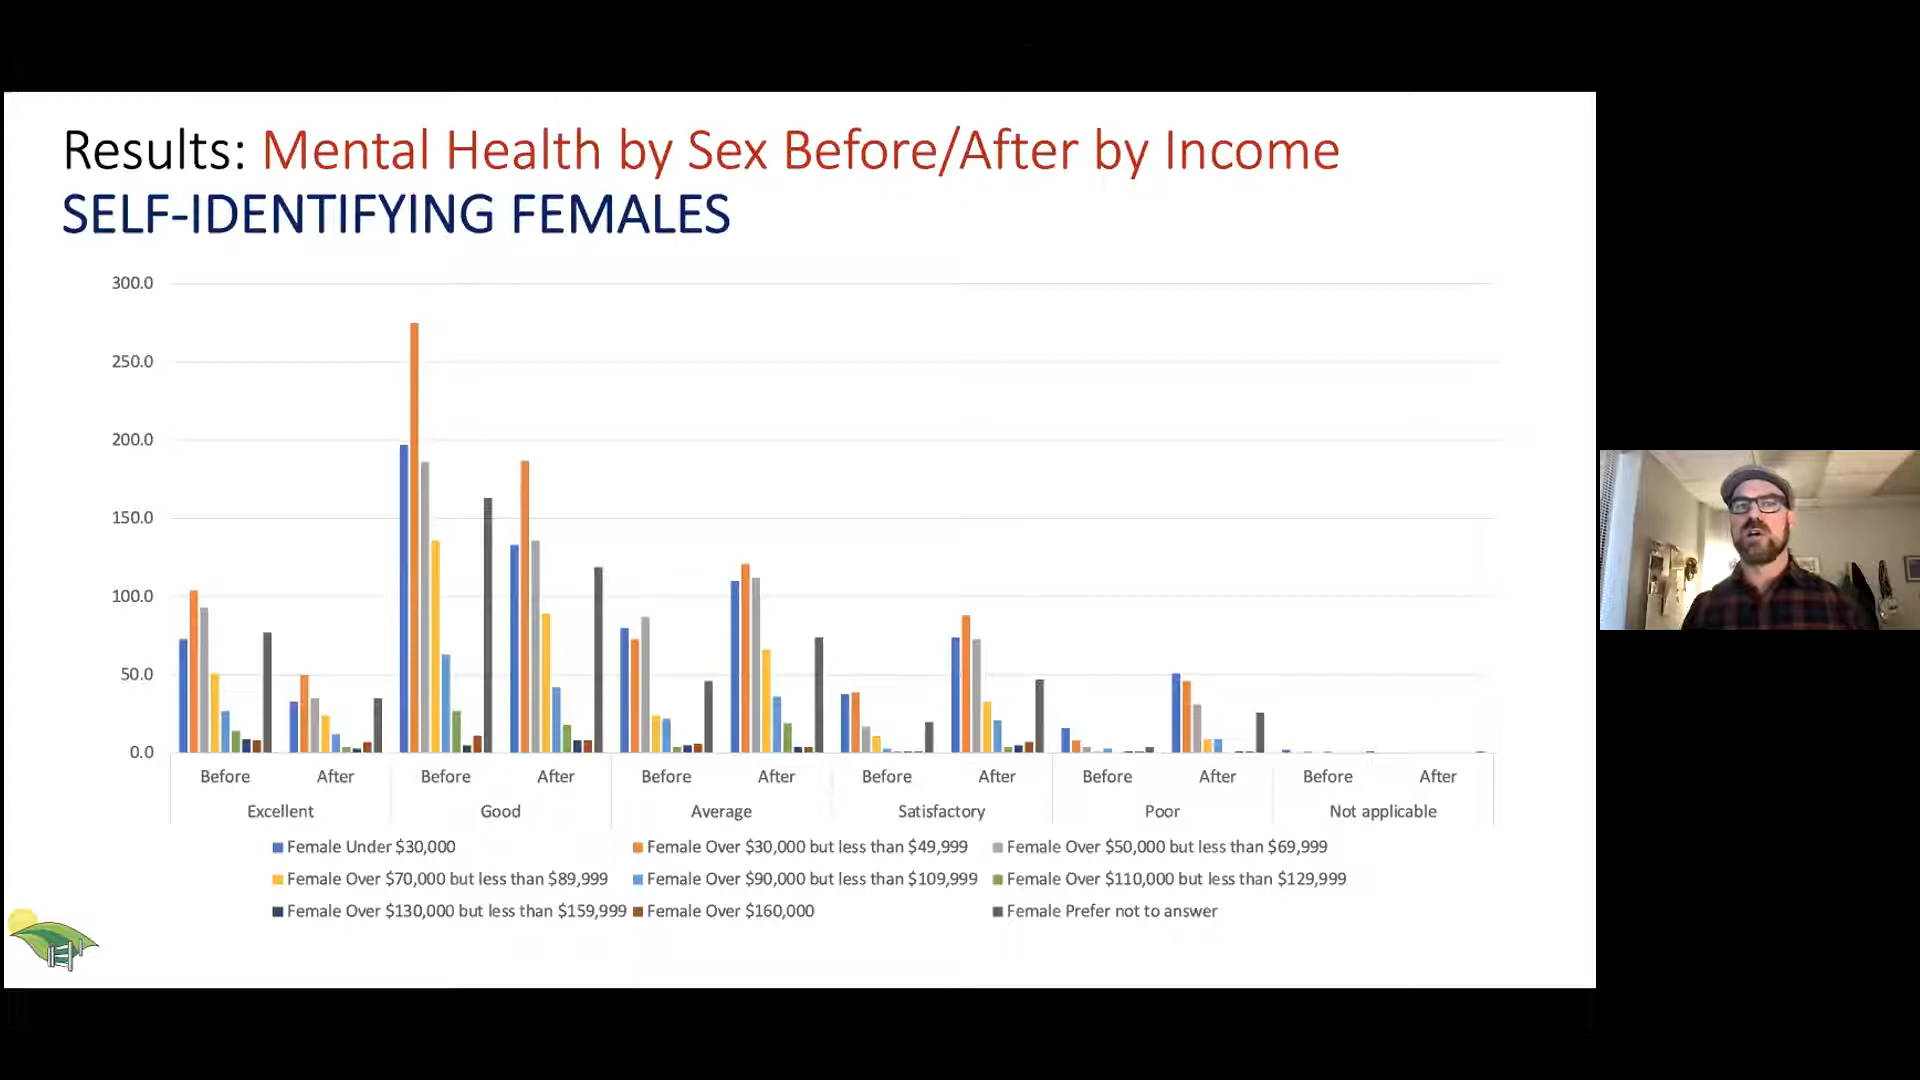 Results: Mental Health by Sex Before/After by Income
SELF-IDENTIFYING FEMALES
300.0
250.0
200.0
150.0
100.0
50.0
0.0
Before After Before After Before After Before After Before After Before After
Excellent Good Average Satisfactory Poor Not applicable
Female Under $30,000 Female Over $30,000 but less than $49,999 Female Over $50,000 but less than $69,999
Female Over $70,000 but less than $89,999 Female Over $90,000 but less than $109,999 Female Over $110,000 but less than $129,999
Female Over $130,000 but less than $159,999 Female Over $160,000 Female Prefer not to answer